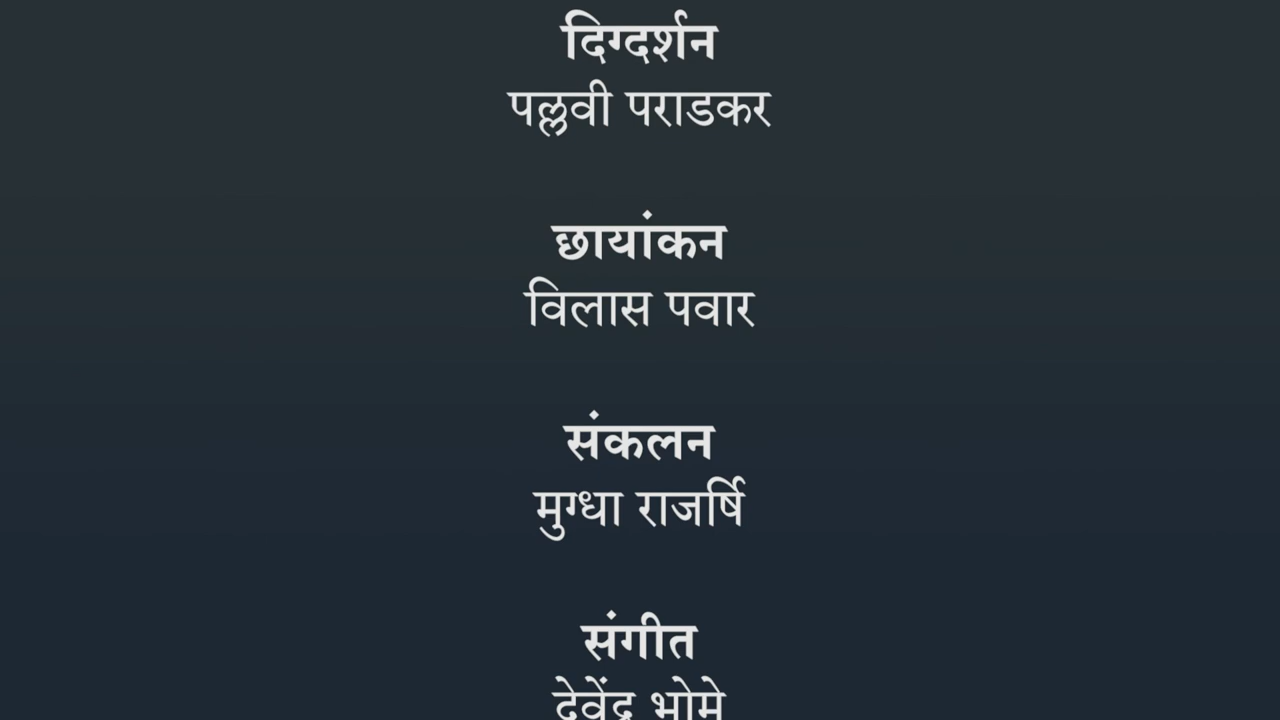 दिग्दर्शन
पल्लवी पराडकर
छायांकन
विलास पवार
संकलन
मुग्धा राजर्षि
संगीत
देवेंद्र भोमे